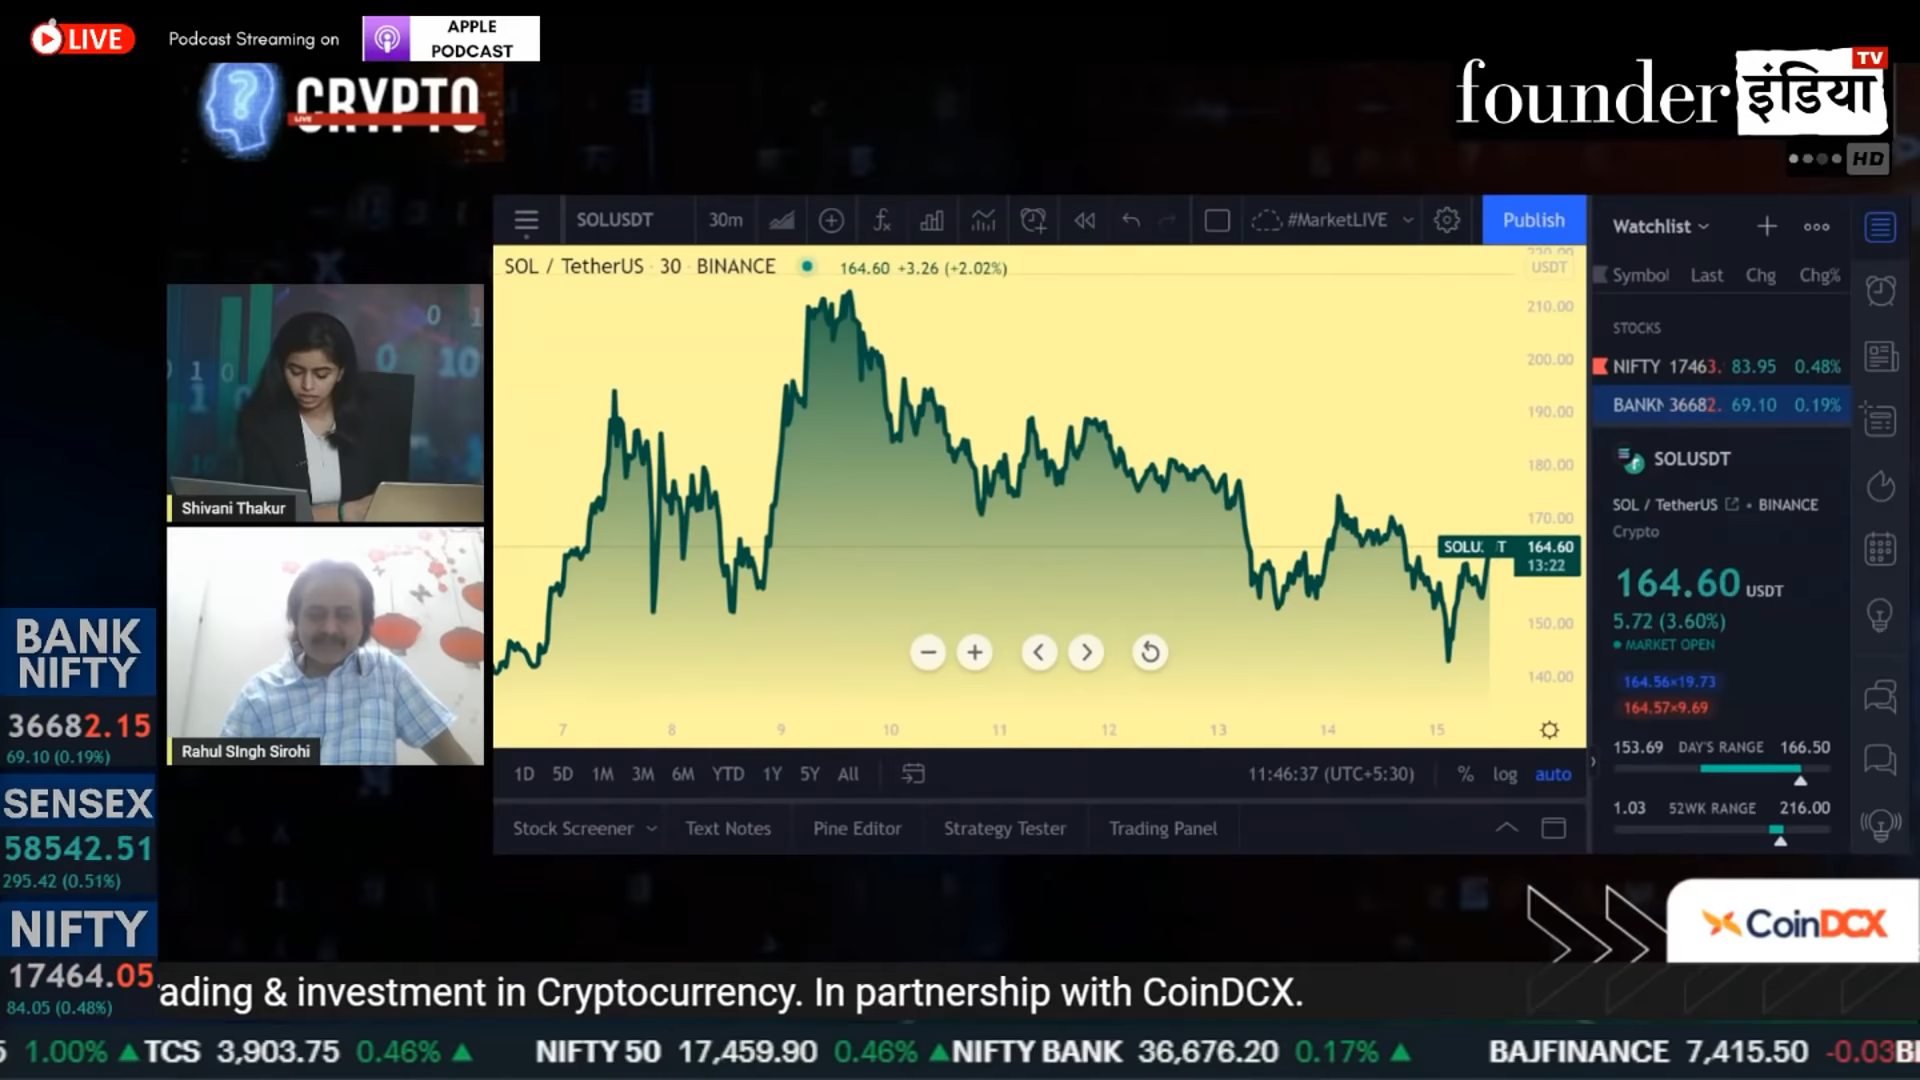 LIVE
Podcast Streaming on
APPLE
PODCAST
CRYPTO
LIVE
founder इंडिया
TV
HD
SOLUSDT
30m
#MarketLIVE
Publish
SOL / TetherUS · 30 · BINANCE
164.60 +3.26 (+2.02%)
USDT
210.00
200.00
190.00
180.00
170.00
150.00
140.00
164.60
13:22
7 8 9 10 11 12 13 14 15
1D 5D 1M 3M 6M YTD 1Y 5Y All
11:46:37 (UTC+5:30)
% log auto
Stock Screener
Text Notes
Pine Editor
Strategy Tester
Trading Panel
Watchlist
Symbol Last Chg Chg%
STOCKS
NIFTY 17463. 83.95 0.48%
BANKN 36682. 69.10 0.19%
SOLUSDT
SOL / TetherUS • BINANCE
Crypto
164.60 USDT
5.72 (3.60%)
MARKET OPEN
164.56×19.73
164.57×9.69
153.69 DAY'S RANGE 166.50
1.03 52WK RANGE 216.00
Shivani Thakur
Rahul SIngh Sirohi
BANK
NIFTY
36682.15
69.10 (0.19%)
SENSEX
58542.51
295.42 (0.51%)
NIFTY
17464.05
84.05 (0.48%)
CoinDCX
ading & investment in Cryptocurrency. In partnership with CoinDCX.
5 1.00% ▲ TCS 3,903.75 0.46% ▲ NIFTY 50 17,459.90 0.46% ▲ NIFTY BANK 36,676.20 0.17% ▲ BAJFINANCE 7,415.50 -0.03